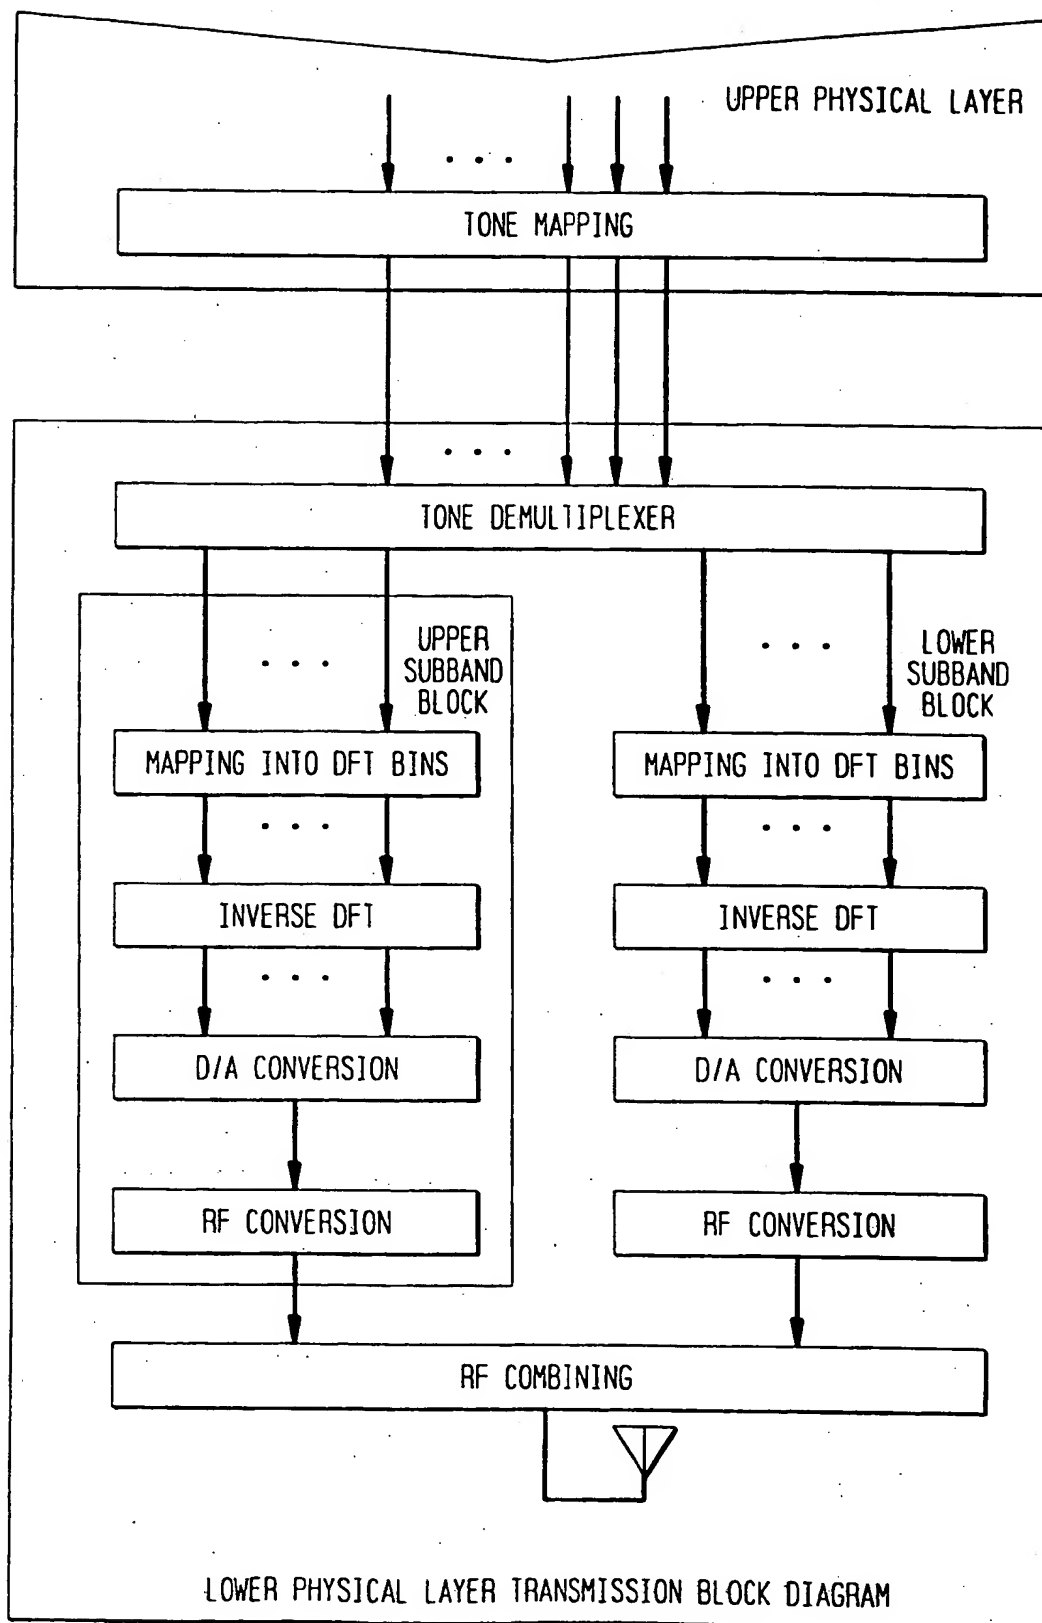 UPPER PHYSICAL LAYER
TONE MAPPING
TONE DEMULTIPLEXER
UPPER
SUBBAND
BLOCK
LOWER
SUBBAND
BLOCK
MAPPING INTO DFT BINS
MAPPING INTO DFT BINS
INVERSE DFT
INVERSE DFT
D/A CONVERSION
D/A CONVERSION
RF CONVERSION
RF CONVERSION
RF COMBINING
LOWER PHYSICAL LAYER TRANSMISSION BLOCK DIAGRAM